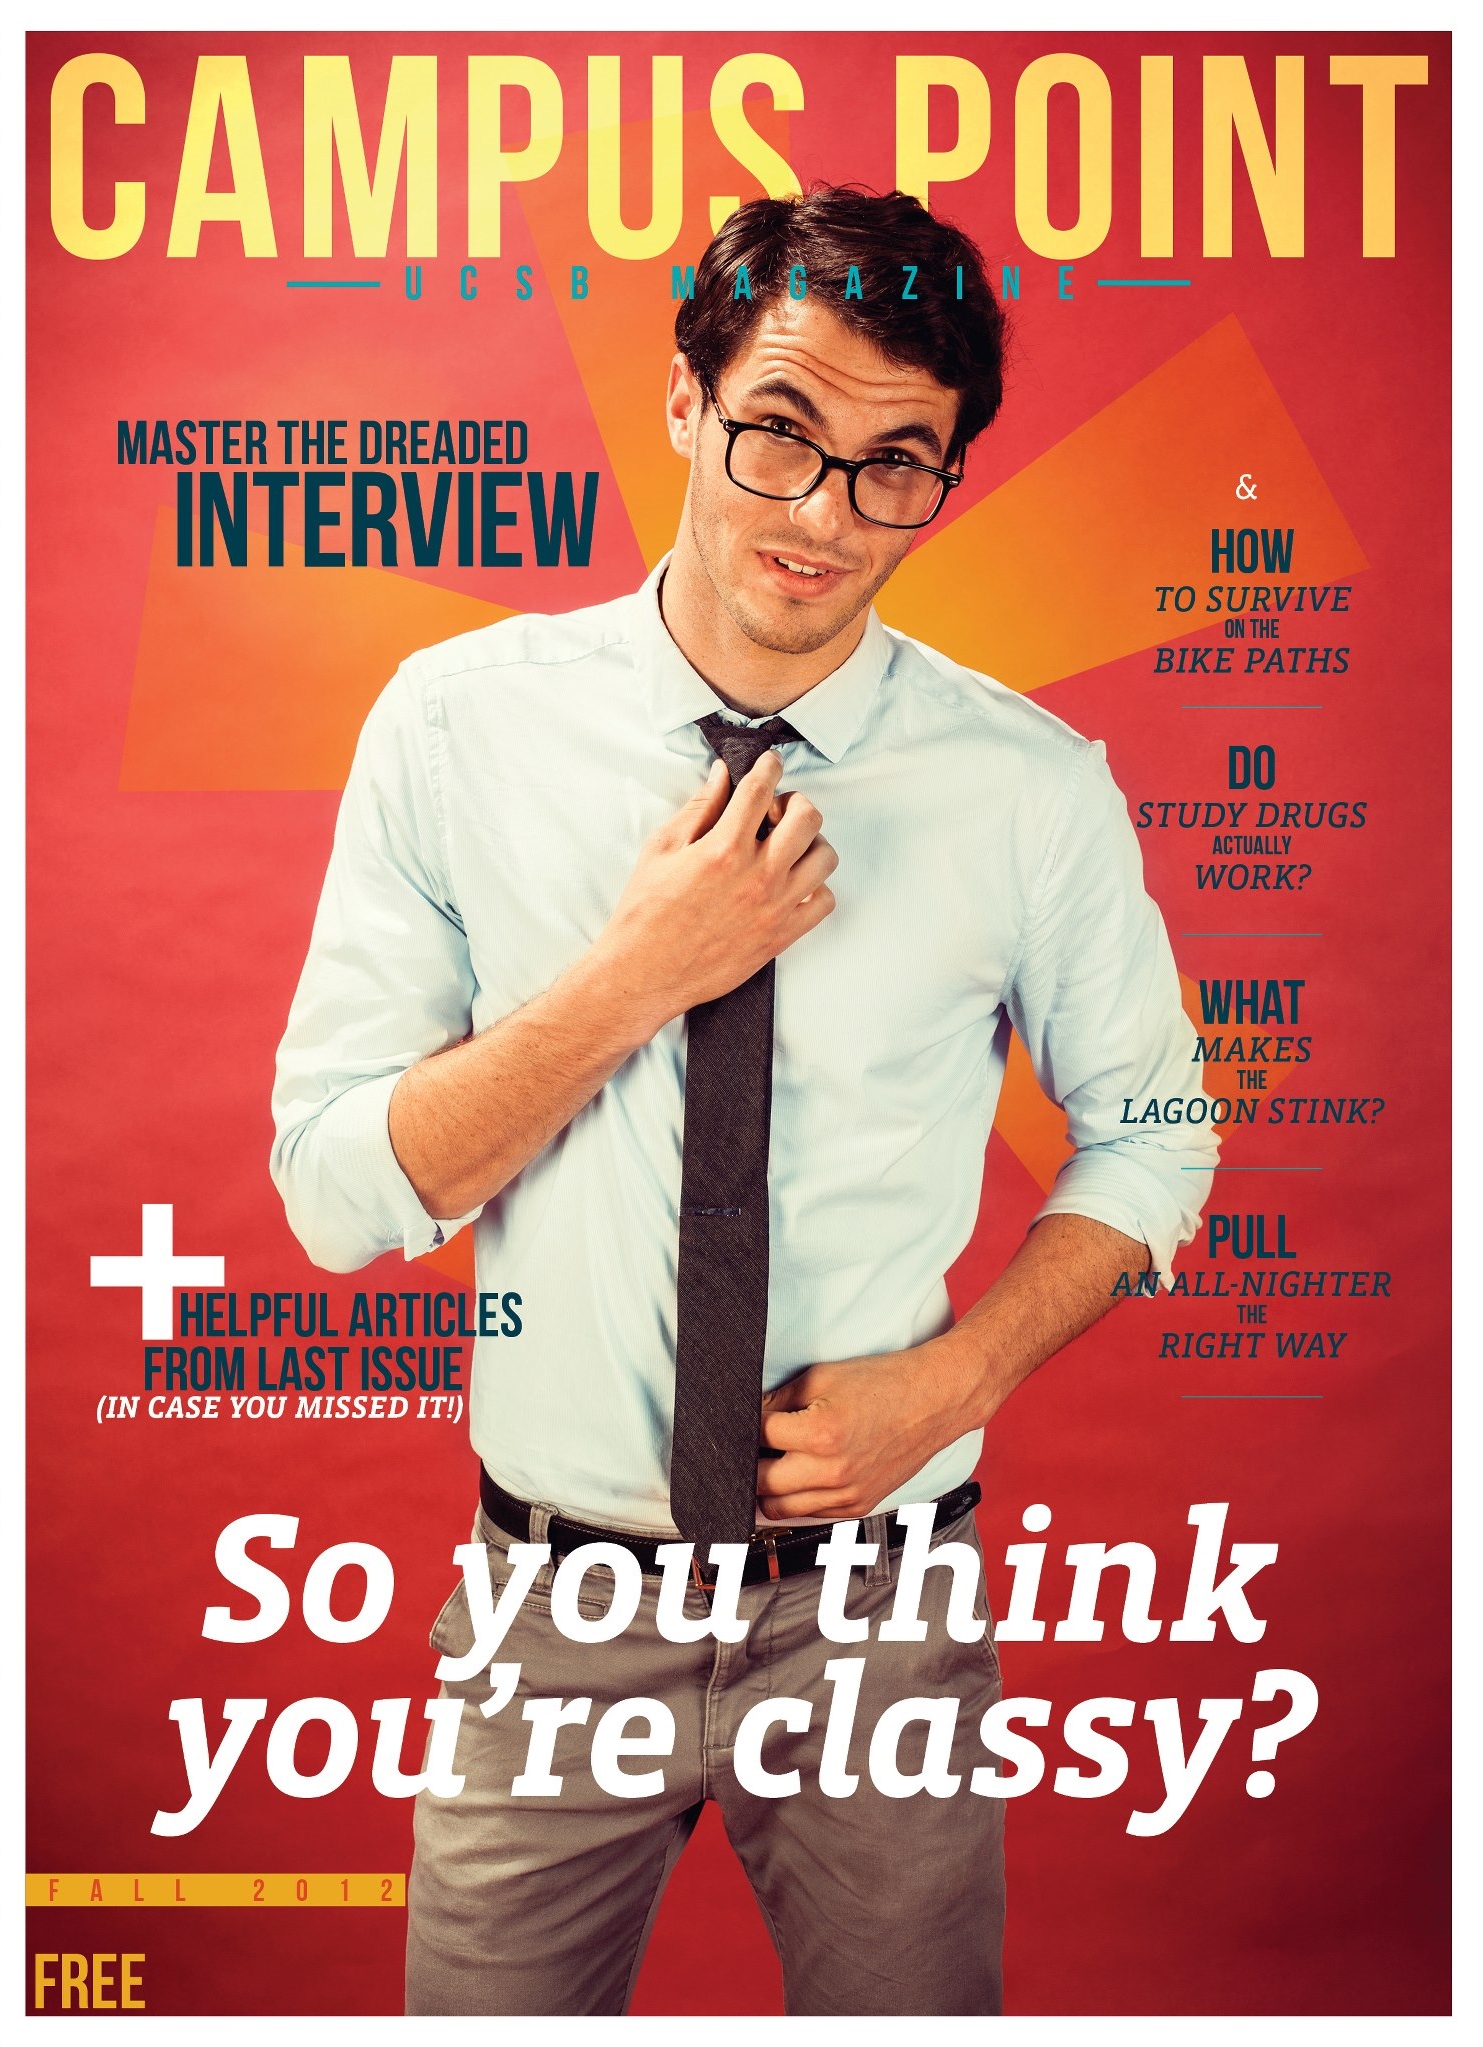 CAMPUS POINT
UCSB MAGAZINE
MASTER THE DREADED
INTERVIEW
&
HOW
TO SURVIVE
ON THE
BIKE PATHS
DO
STUDY DRUGS
ACTUALLY
WORK?
WHAT
MAKES
THE
LAGOON STINK?
PULL
AN ALL-NIGHTER
THE
RIGHT WAY
+HELPFUL ARTICLES
FROM LAST ISSUE
(IN CASE YOU MISSED IT!)
So you think
you're classy?
FALL 2012
FREE